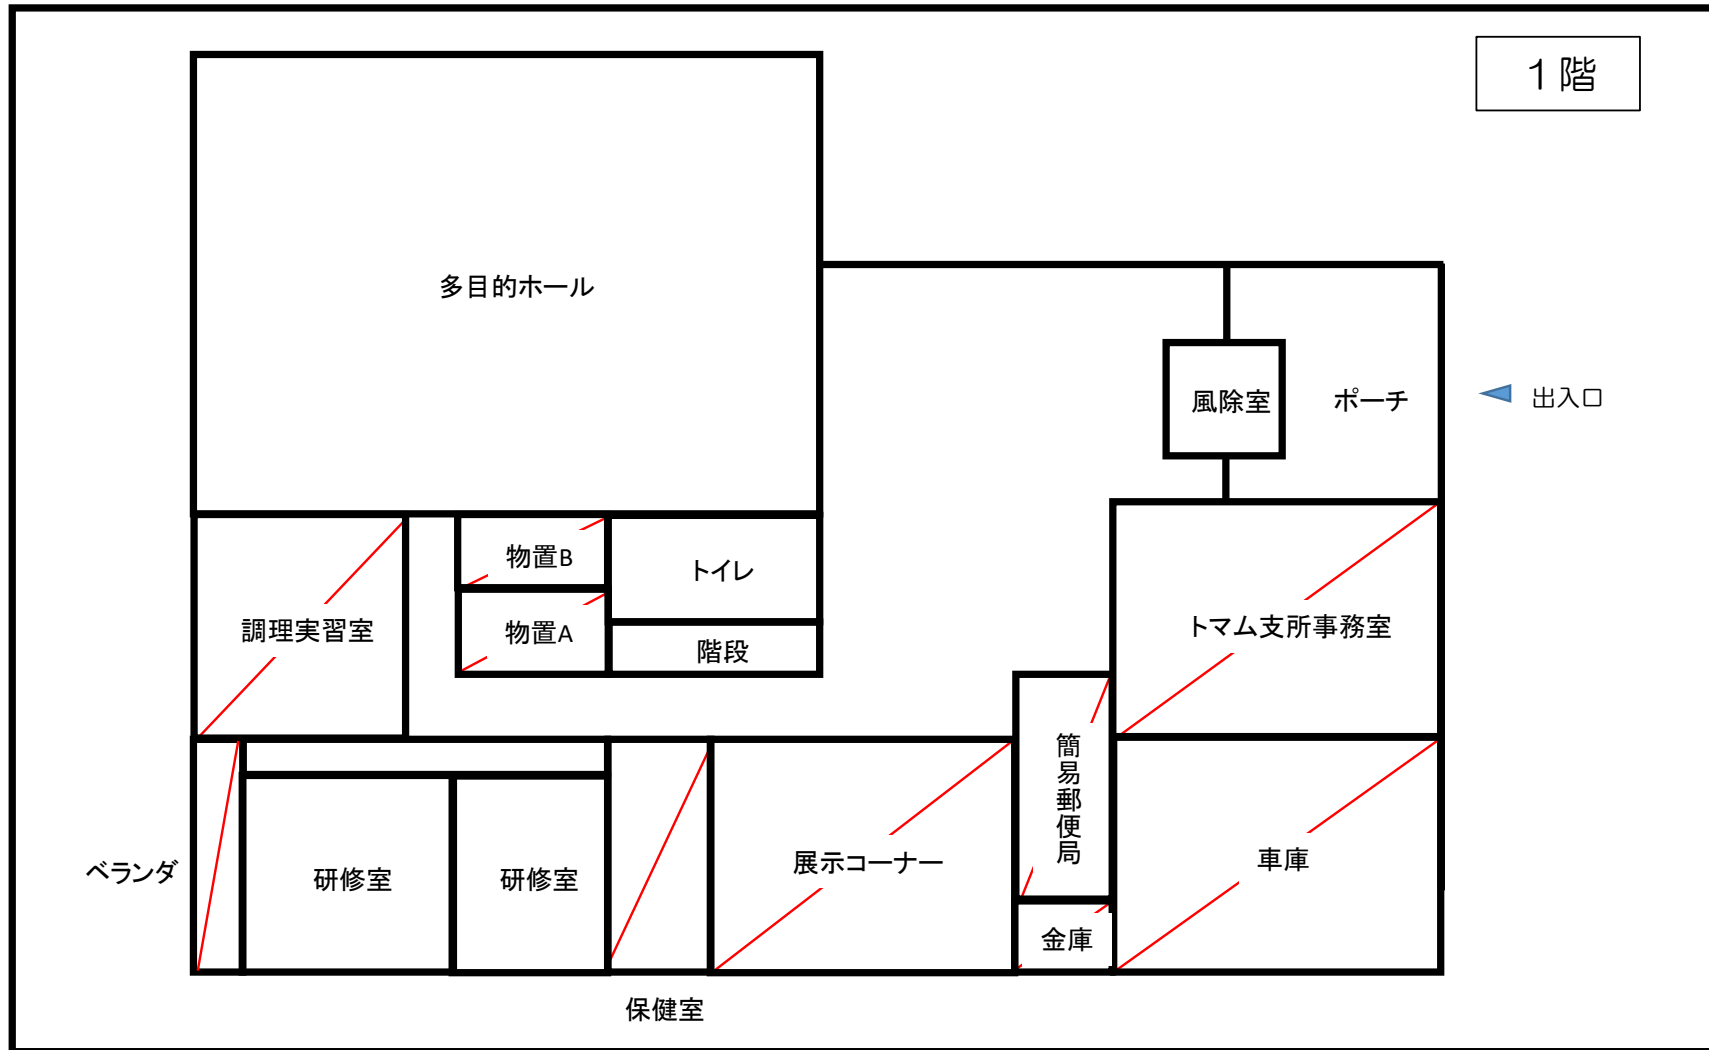 １階
多目的ホール
風除室
ポーチ
出入口
物置B
トイレ
調理実習室
物置A
階段
トマム支所事務室
簡易郵便局
ベランダ
研修室
研修室
展示コーナー
車庫
金庫
保健室